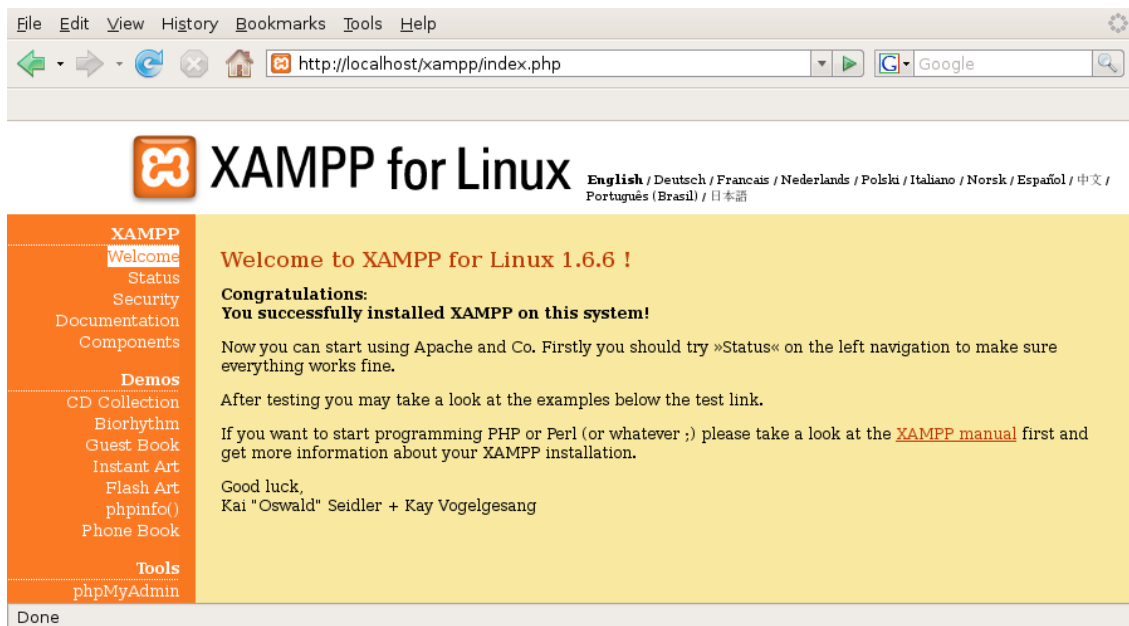 File Edit View History Bookmarks Tools Help
http://localhost/xampp/index.php
G Google
XAMPP for Linux
English / Deutsch / Francais / Nederlands / Polski / Italiano / Norsk / Español / 中文 /
Português (Brasil) / 日本語
XAMPP
Welcome
Status
Security
Documentation
Components
Demos
CD Collection
Biorhythm
Guest Book
Instant Art
Flash Art
phpinfo()
Phone Book
Tools
phpMyAdmin
Welcome to XAMPP for Linux 1.6.6 !
Congratulations:
You successfully installed XAMPP on this system!
Now you can start using Apache and Co. Firstly you should try »Status« on the left navigation to make sure
everything works fine.
After testing you may take a look at the examples below the test link.
If you want to start programming PHP or Perl (or whatever ;) please take a look at the XAMPP manual first and
get more information about your XAMPP installation.
Good luck,
Kai "Oswald" Seidler + Kay Vogelgesang
Done